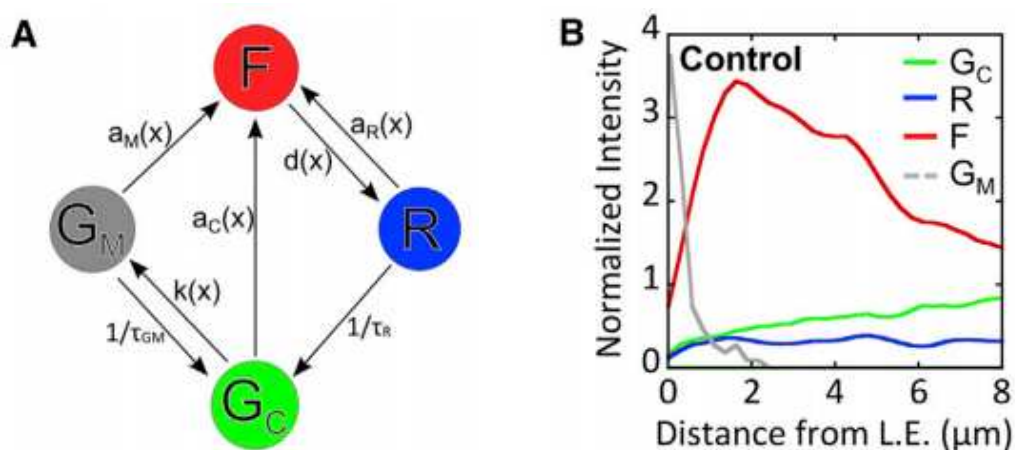 A
F
a_M(x)
a_R(x)
d(x)
a_C(x)
G_M
R
k(x)
1/τ_GM
1/τ_R
G_C
B
Control
G_C
R
F
G_M
Normalized Intensity
4
3
2
1
0
0 2 4 6 8
Distance from L.E. (μm)